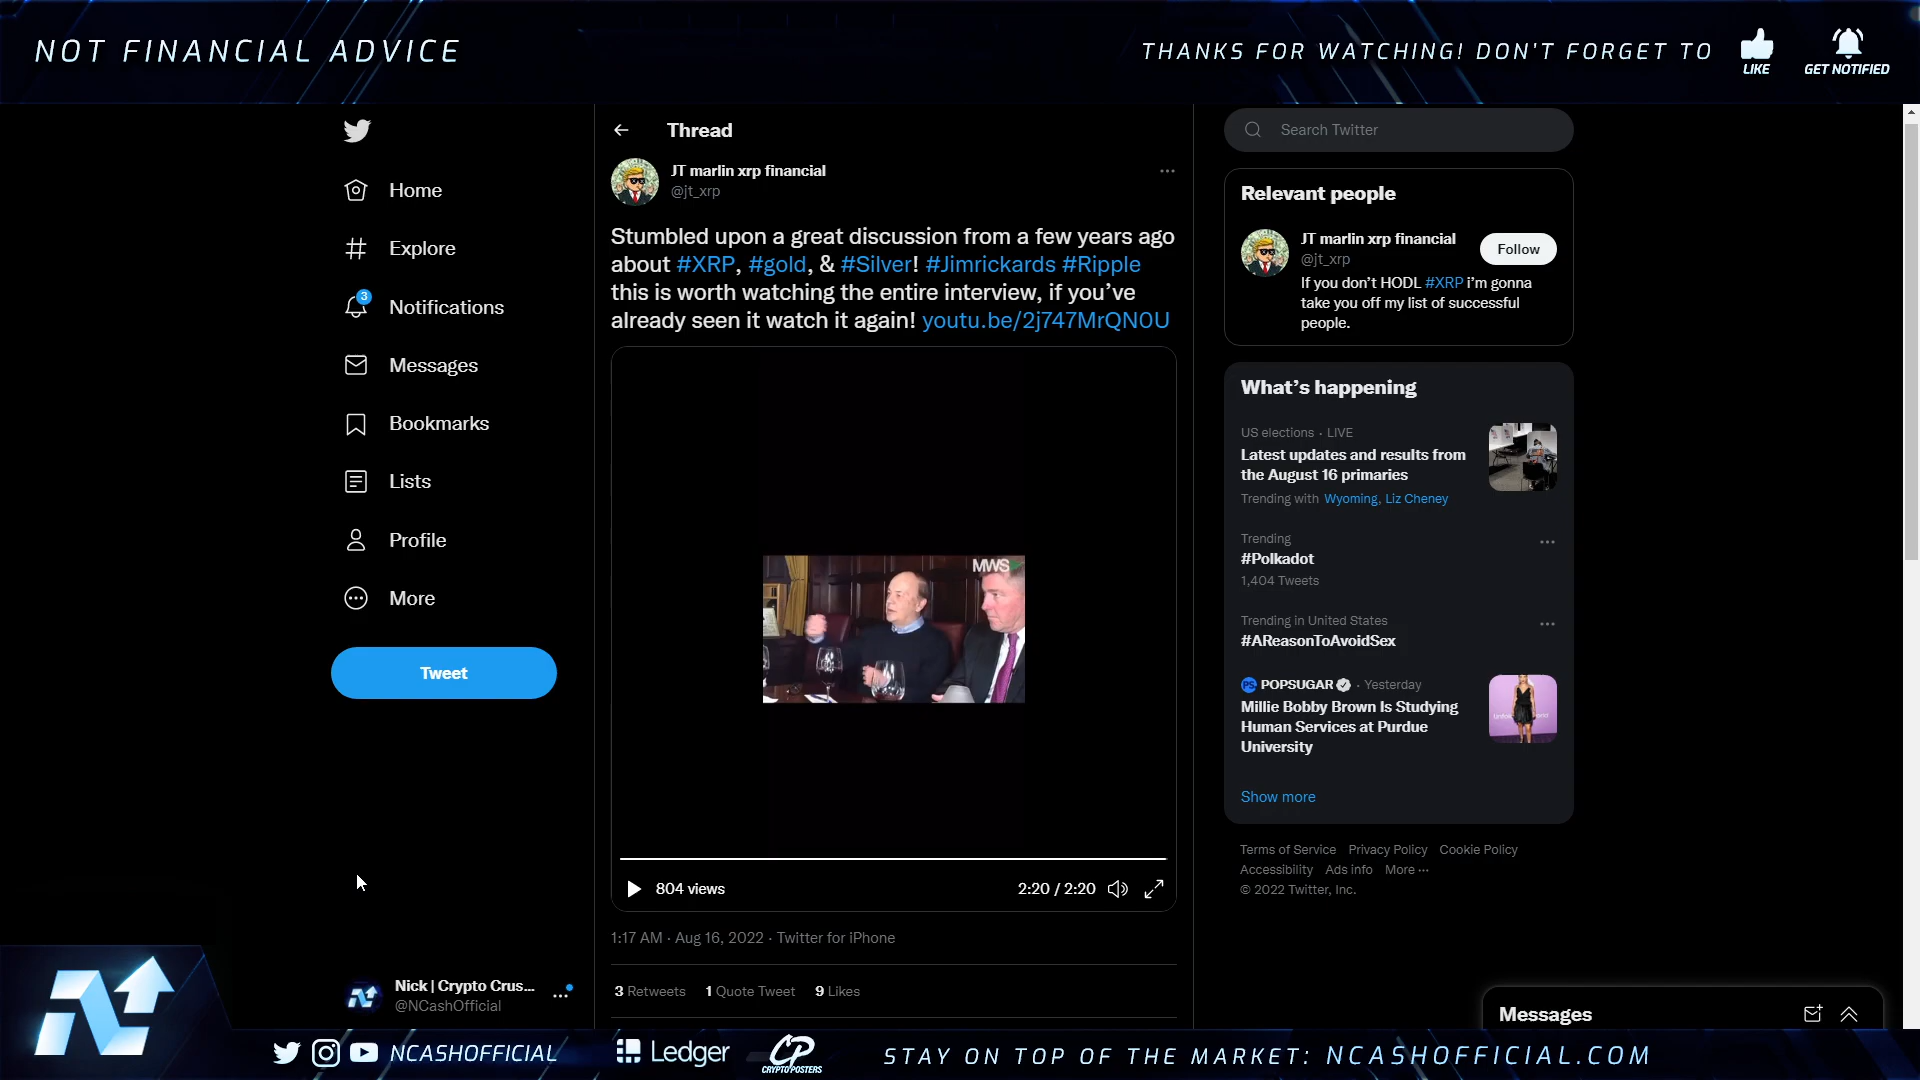 NOT FINANCIAL ADVICE
THANKS FOR WATCHING! DON'T FORGET TO
LIKE
GET NOTIFIED
Home
Explore
3
Notifications
Messages
Bookmarks
Lists
Profile
More
Tweet
Nick | Crypto Crus...
@NCashOfficial
Thread
JT marlin xrp financial
@jt_xrp
Stumbled upon a great discussion from a few years ago
about #XRP, #gold, & #Silver! #Jimrickards #Ripple
this is worth watching the entire interview, if you've
already seen it watch it again! youtu.be/2j747MrQN0U
MWS
804 views
2:20 / 2:20
1:17 AM · Aug 16, 2022 · Twitter for iPhone
3 Retweets 1 Quote Tweet 9 Likes
Search Twitter
Relevant people
JT marlin xrp financial
@jt_xrp
Follow
If you don't HODL #XRP i'm gonna
take you off my list of successful
people.
What's happening
US elections · LIVE
Latest updates and results from
the August 16 primaries
Trending with Wyoming, Liz Cheney
Trending
#Polkadot
1,404 Tweets
Trending in United States
#AReasonToAvoidSex
POPSUGAR · Yesterday
Millie Bobby Brown Is Studying
Human Services at Purdue
University
Show more
Terms of Service Privacy Policy Cookie Policy
Accessibility Ads info More ···
© 2022 Twitter, Inc.
Messages
NCASHOFFICIAL
Ledger
CP
CRYPTO POSTERS
STAY ON TOP OF THE MARKET: NCASHOFFICIAL.COM